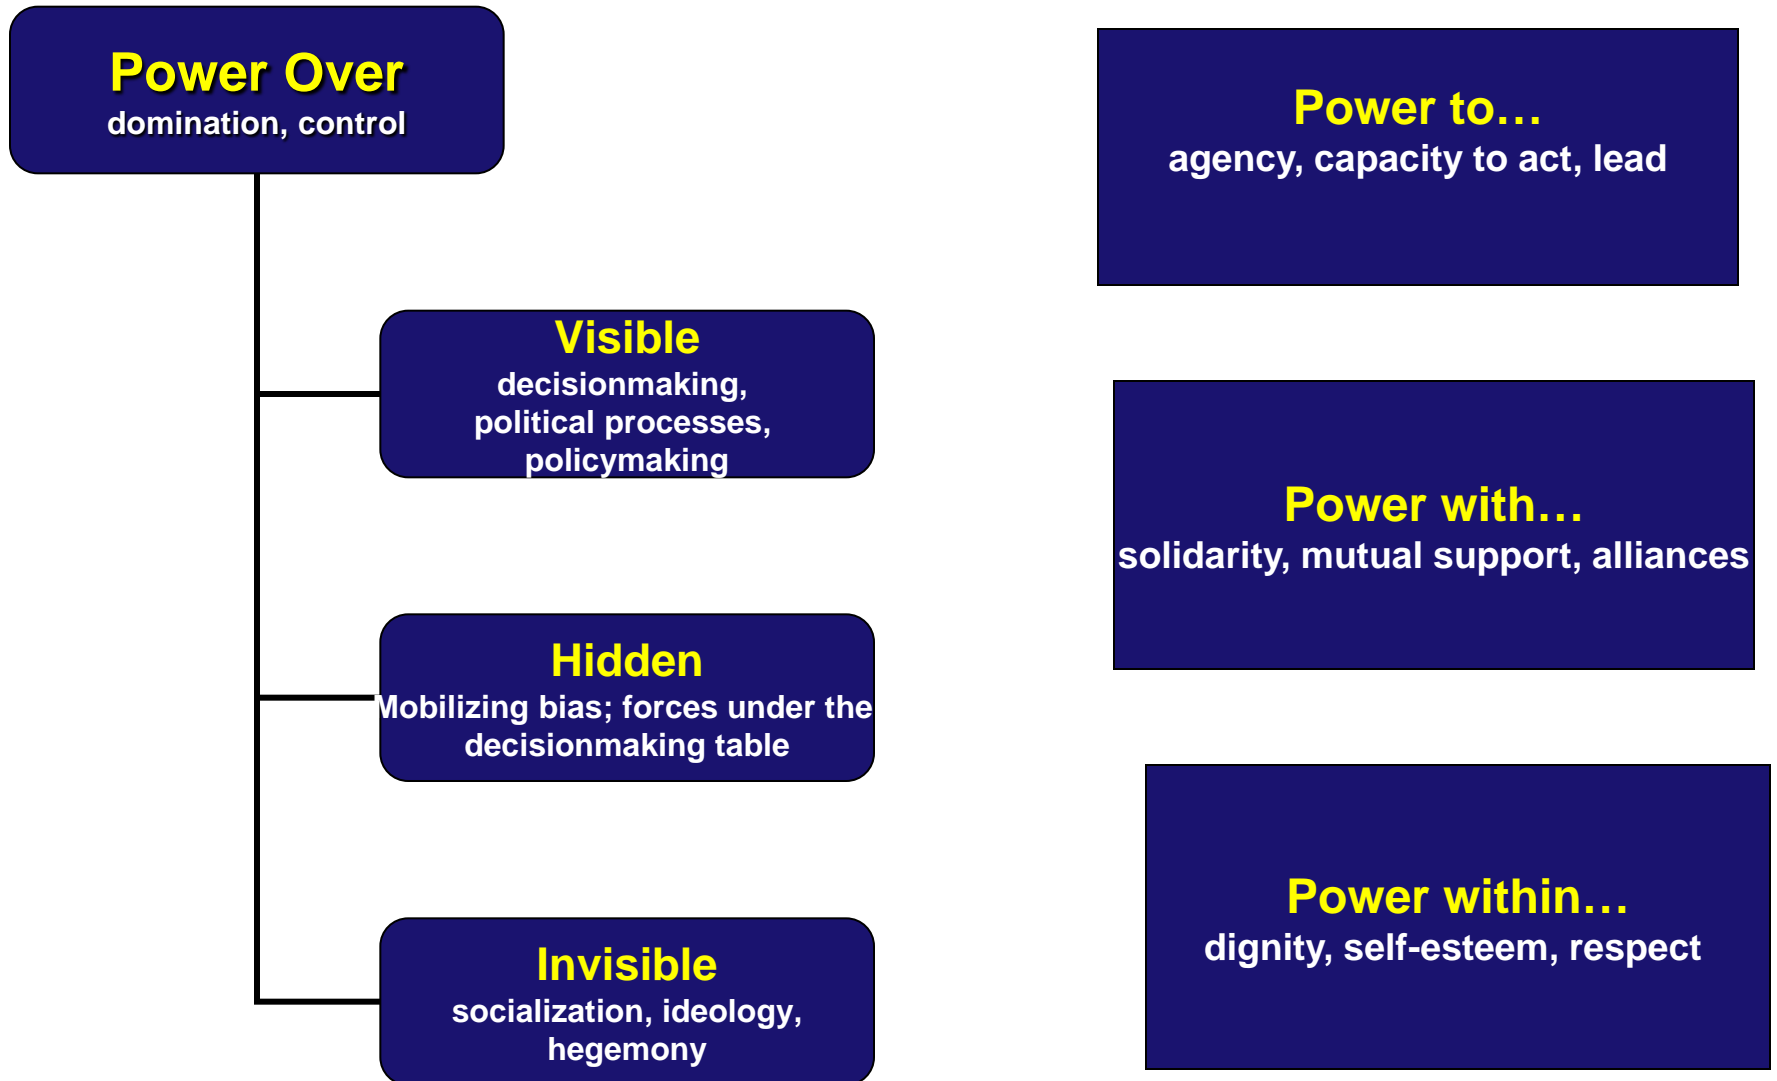 Power Over
domination, control
Visible
decisionmaking,
political processes,
policymaking
Hidden
Mobilizing bias; forces under the
decisionmaking table
Invisible
socialization, ideology,
hegemony
Power to…
agency, capacity to act, lead
Power with…
solidarity, mutual support, alliances
Power within…
dignity, self-esteem, respect